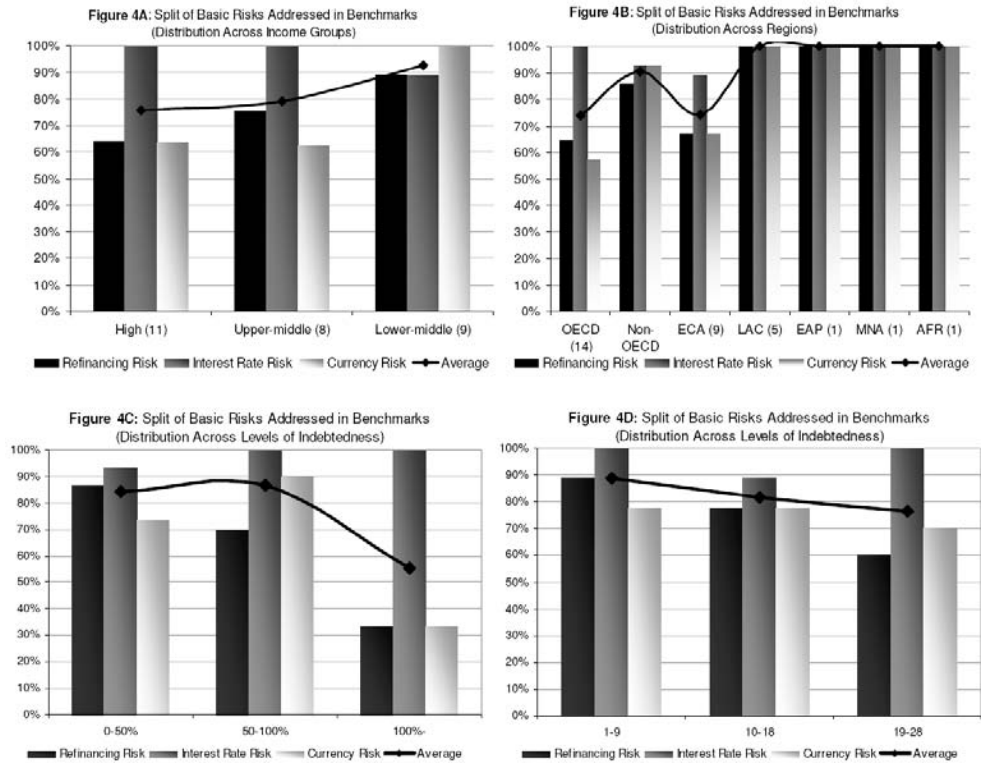 Figure 4A: Split of Basic Risks Addressed in Benchmarks
(Distribution Across Income Groups)
100%
90%
80%
70%
60%
50%
40%
30%
20%
10%
0%
High (11) Upper-middle (8) Lower-middle (9)
Refinancing Risk Interest Rate Risk Currency Risk Average
Figure 4B: Split of Basic Risks Addressed in Benchmarks
(Distribution Across Regions)
100%
90%
80%
70%
60%
50%
40%
30%
20%
10%
0%
OECD Non- ECA (9) LAC (5) EAP (1) MNA (1) AFR (1)
(14) OECD
Refinancing Risk Interest Rate Risk Currency Risk Average
Figure 4C: Split of Basic Risks Addressed in Benchmarks
(Distribution Across Levels of Indebtedness)
100%
90%
80%
70%
60%
50%
40%
30%
20%
10%
0%
0-50% 50-100% 100%-
Refinancing Risk Interest Rate Risk Currency Risk Average
Figure 4D: Split of Basic Risks Addressed in Benchmarks
(Distribution Across Levels of Indebtedness)
100%
90%
80%
70%
60%
50%
40%
30%
20%
10%
0%
1-9 10-18 19-28
Refinancing Risk Interest Rate Risk Currency Risk Average